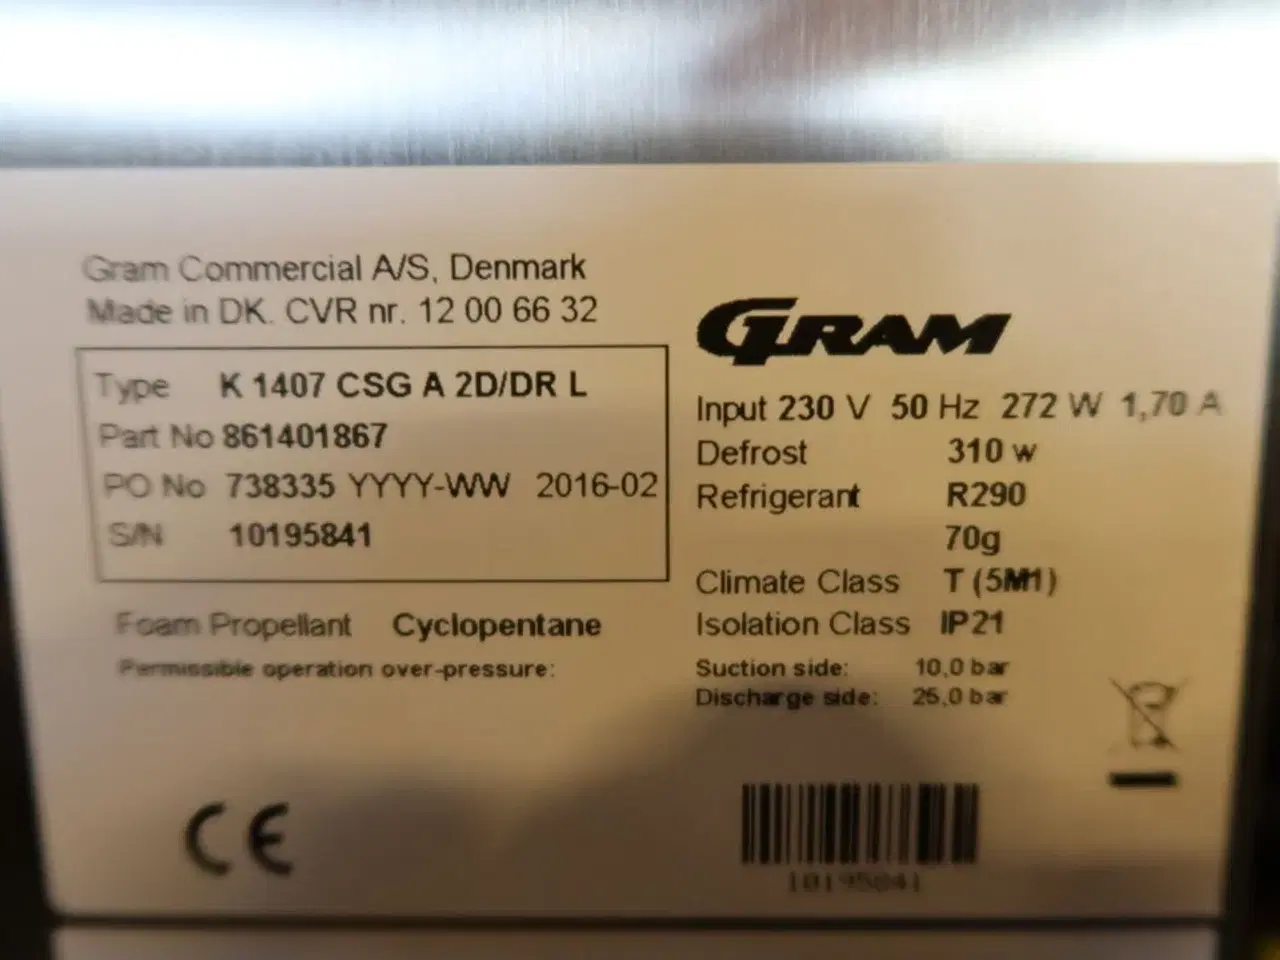 Gram Commercial A/S, Denmark
Made in DK. CVR nr. 12 00 66 32
Type K 1407 CSG A 2D/DR L
Part No 861401867
PO No 738335 YYYY-WW 2016-02
S/N 10195841
Foam Propellant Cyclopentane
Permissible operation over-pressure:
GRAM
Input 230 V 50 Hz 272 W 1,70 A
Defrost 310 w
Refrigerant R290
70g
Climate Class T (5M1)
Isolation Class IP21
Suction side: 10,0 bar
Discharge side: 25,0 bar
CE
10195841